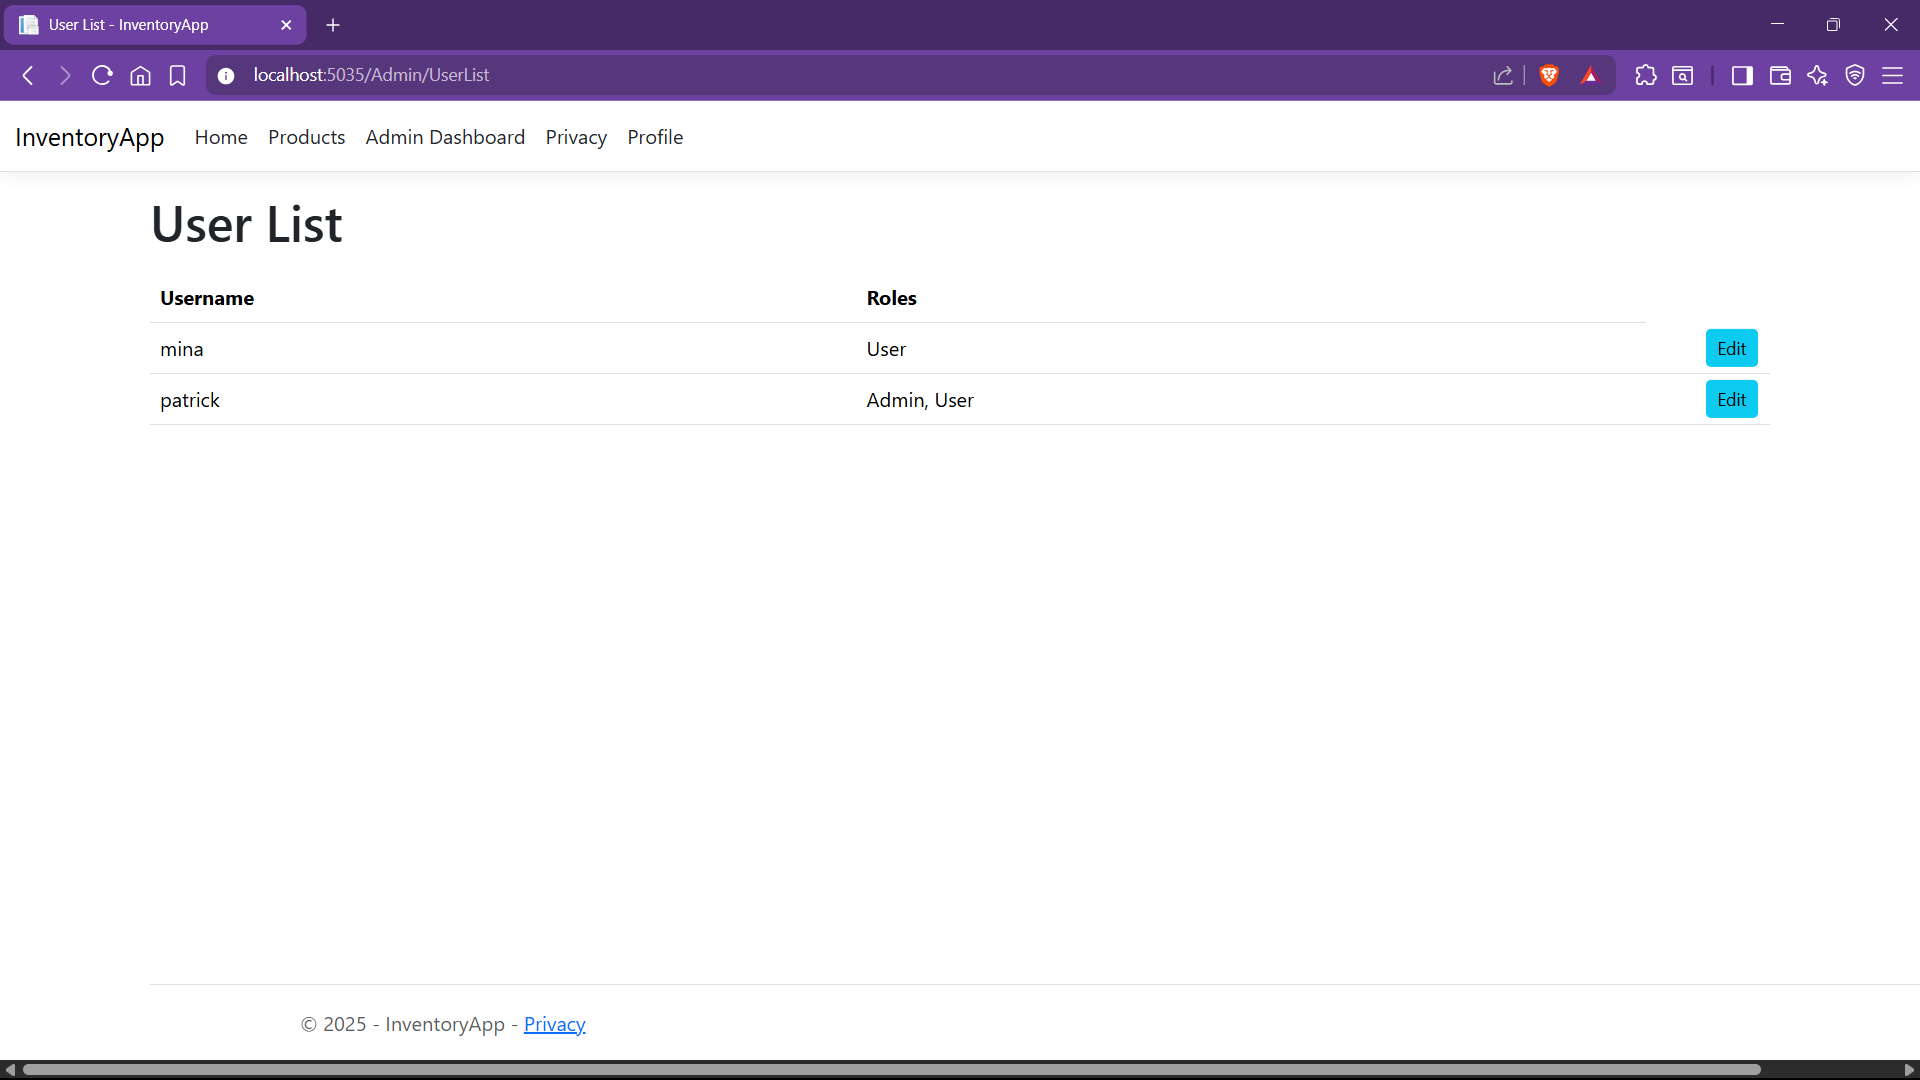 User List - InventoryApp
localhost:5035/Admin/UserList
InventoryApp Home Products Admin Dashboard Privacy Profile
User List
Username Roles
mina User Edit
patrick Admin, User Edit
© 2025 - InventoryApp - Privacy